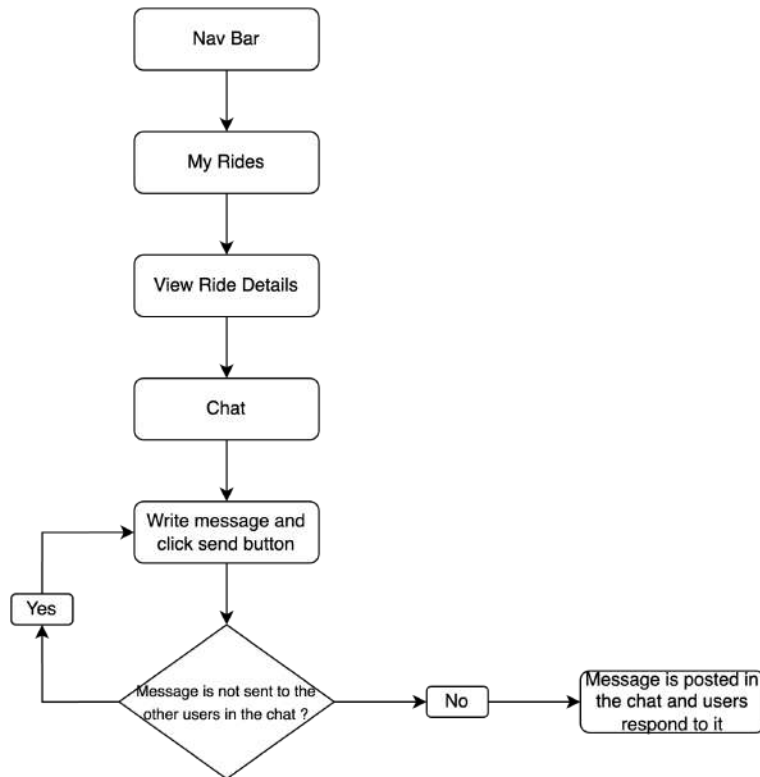 Nav Bar
My Rides
View Ride Details
Chat
Write message and
click send button
Yes
Message is not sent to the
other users in the chat ?
No
Message is posted in
the chat and users
respond to it